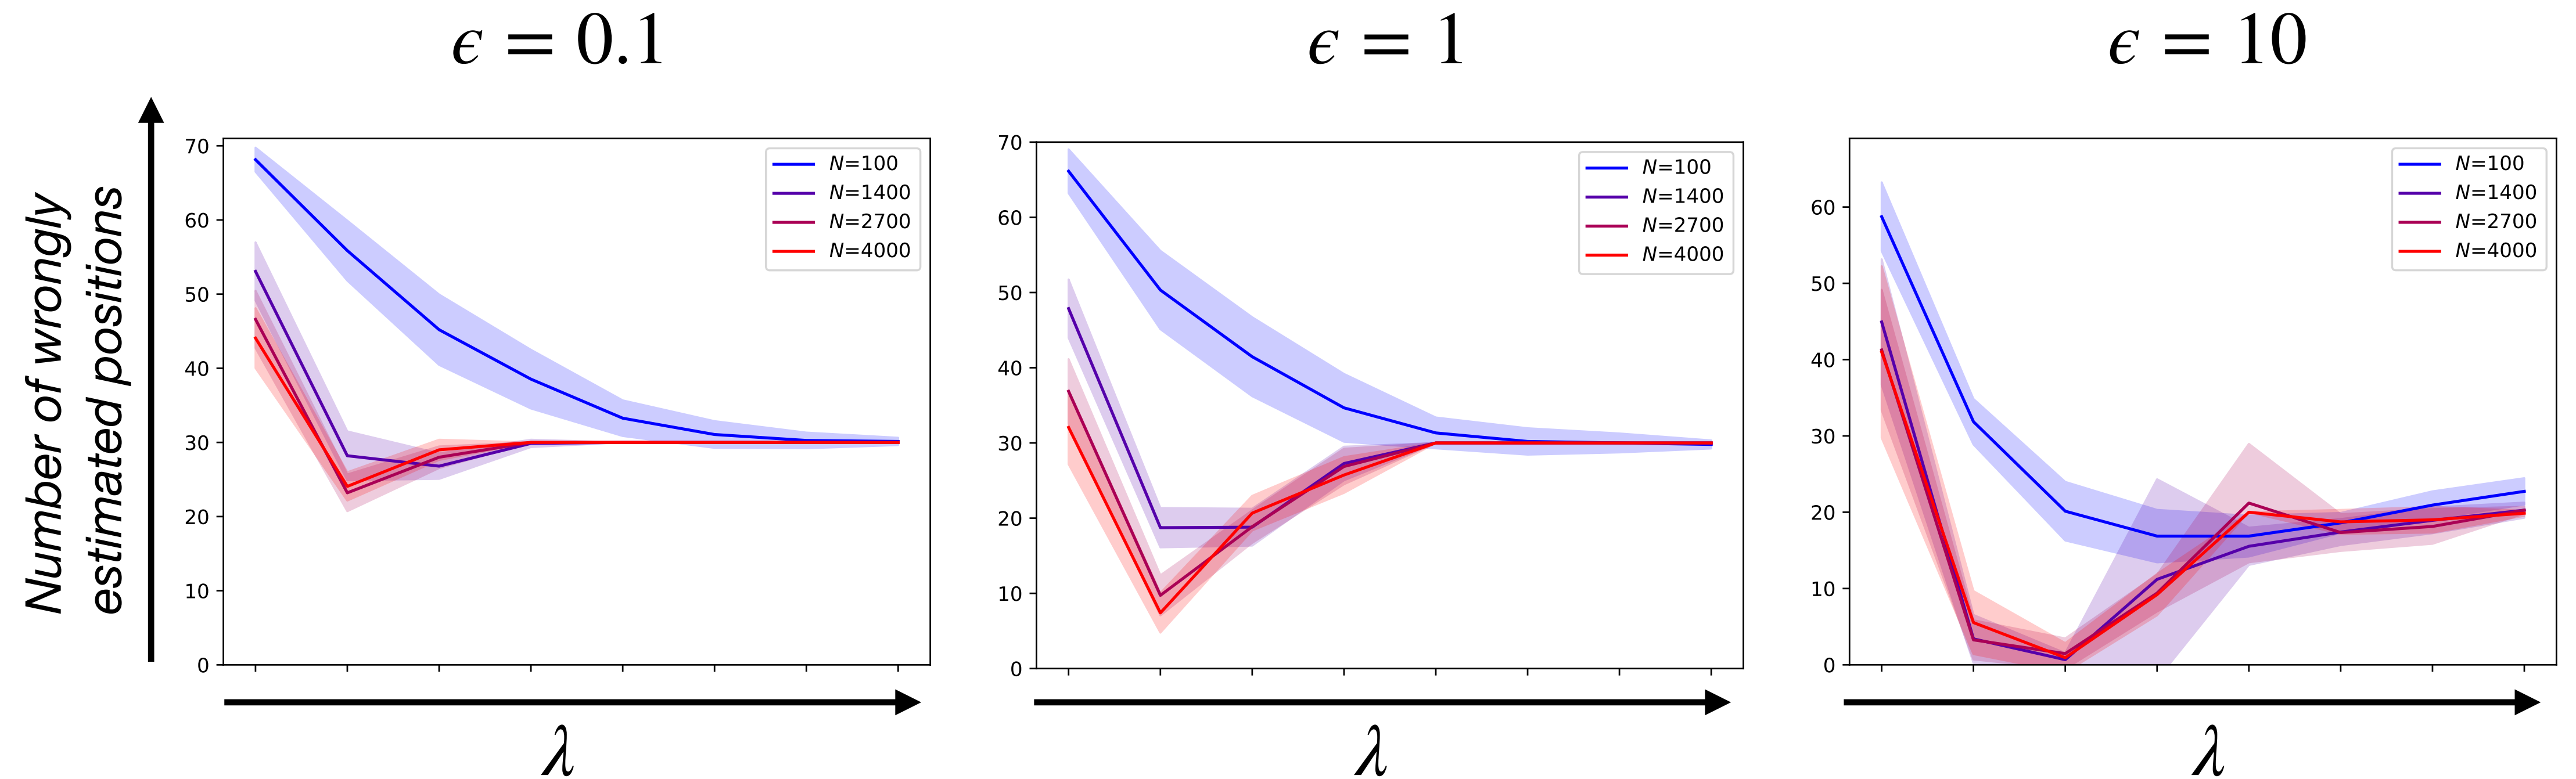 ϵ = 0.1
ϵ = 1
ϵ = 10
Number of wrongly
estimated positions
70
60
50
40
30
20
10
0
N=100
N=1400
N=2700
N=4000
λ
70
60
50
40
30
20
10
0
N=100
N=1400
N=2700
N=4000
λ
60
50
40
30
20
10
0
N=100
N=1400
N=2700
N=4000
λ